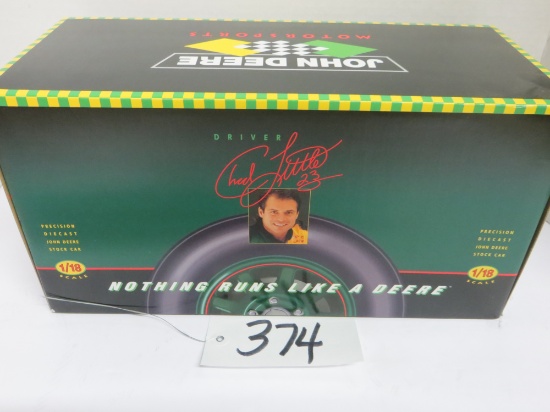 MOTORSPORTS
JOHN DEERE
DRIVER
Chad Little 23
PRECISION
DIECAST
JOHN DEERE
STOCK CAR
1/18
SCALE
PRECISION
DIECAST
JOHN DEERE
STOCK CAR
1/18
SCALE
NOTHING RUNS LIKE A DEERE
374